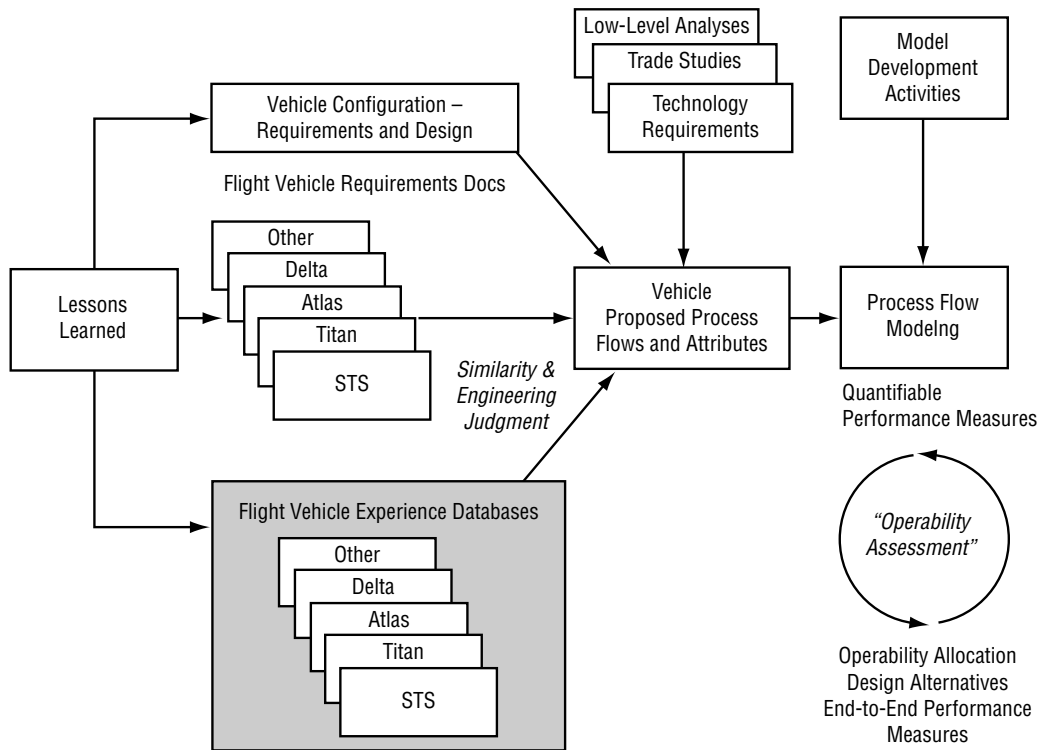 Low-Level Analyses
Trade Studies
Technology
Requirements
Model
Development
Activities
Vehicle Configuration –
Requirements and Design
Flight Vehicle Requirements Docs
Lessons
Learned
Other
Delta
Atlas
Titan
STS
Similarity &
Engineering
Judgment
Vehicle
Proposed Process
Flows and Attributes
Process Flow
Modelng
Quantifiable
Performance Measures
Flight Vehicle Experience Databases
Other
Delta
Atlas
Titan
STS
“Operability
Assessment”
Operability Allocation
Design Alternatives
End-to-End Performance
Measures